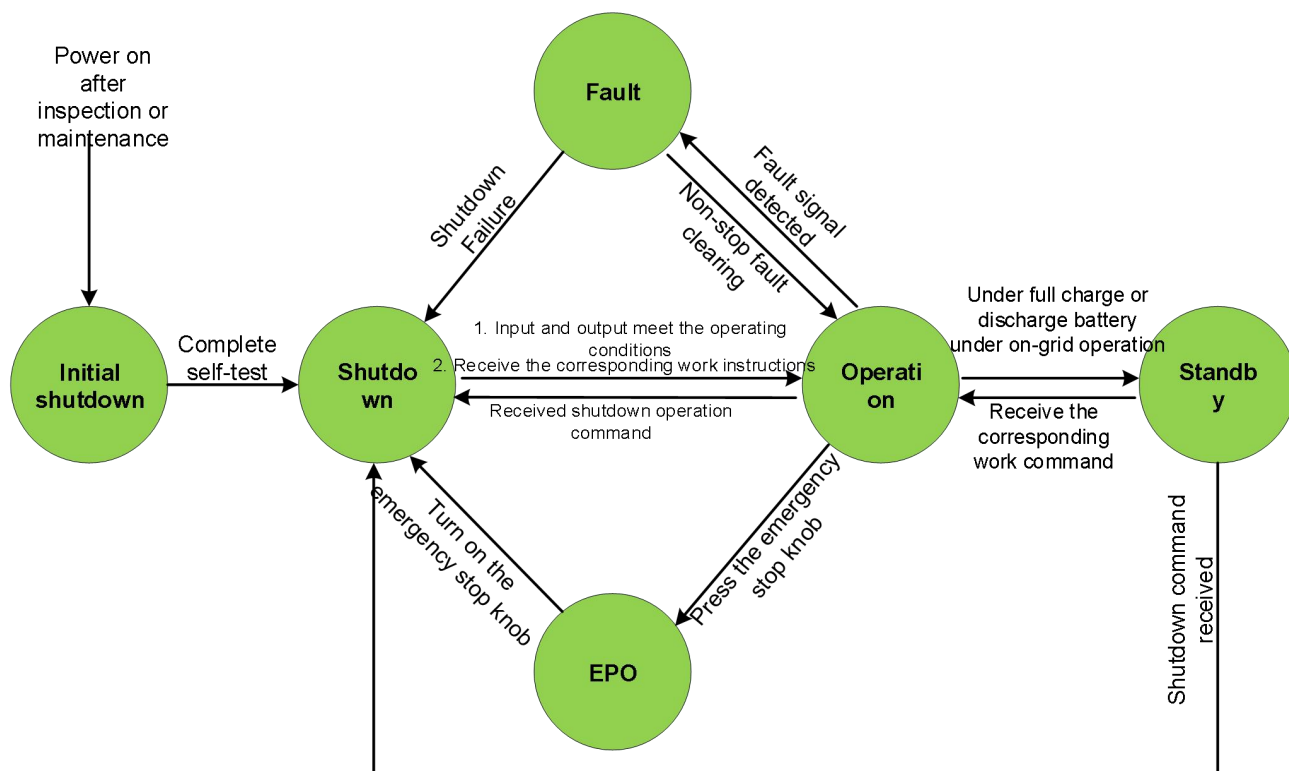 Power on
after
inspection or
maintenance
Fault
Shutdown
Failure
Non-stop fault
clearing
Fault signal
detected
Initial
shutdown
Complete
self-test
Shutdo
wn
1. Input and output meet the operating
conditions
2. Receive the corresponding work instructions
Received shutdown operation
command
Operati
on
Under full charge or
discharge battery
under on-grid operation
Receive the
corresponding
work command
Standb
y
Turn on the
emergency stop knob
Press the emergency
stop knob
EPO
Shutdown command
received